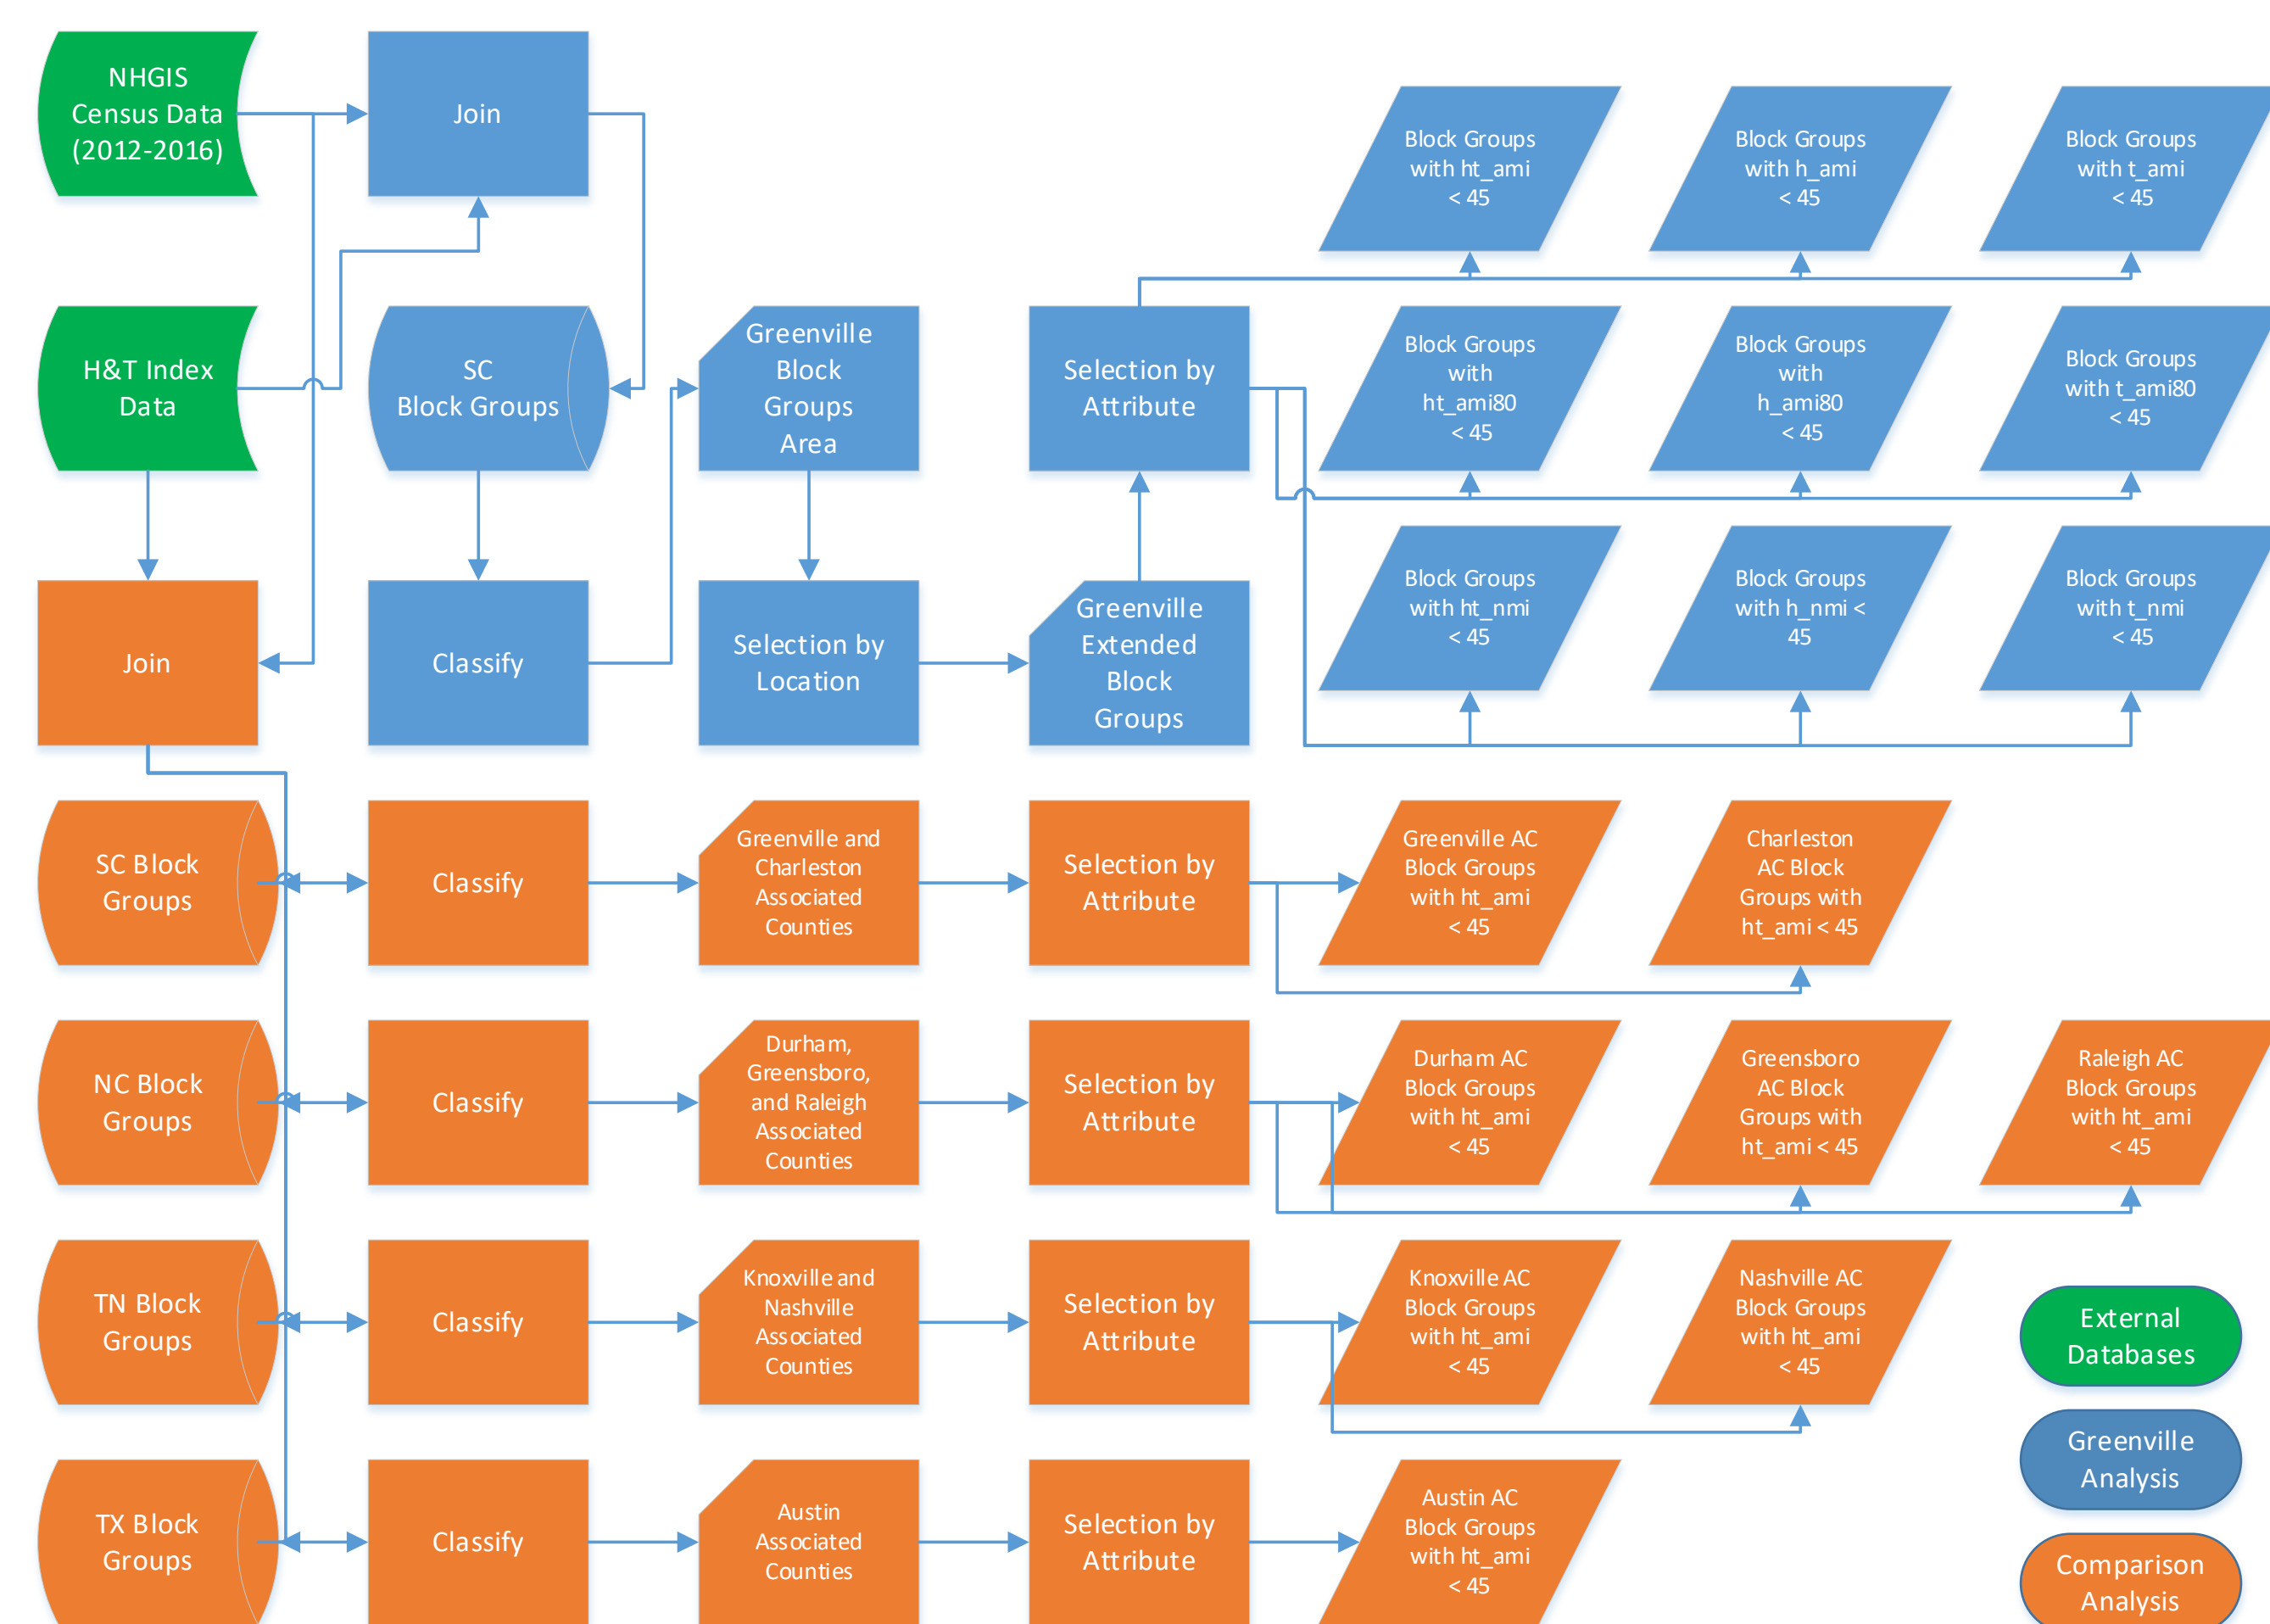 NHGIS
Census Data
(2012-2016)
Join
Block Groups
with ht_ami
< 45
Block Groups
with h_ami
< 45
Block Groups
with t_ami
< 45
H&T Index
Data
SC
Block Groups
Greenville
Block
Groups
Area
Selection by
Attribute
Block Groups
with
ht_ami80
< 45
Block Groups
with
h_ami80
< 45
Block Groups
with t_ami80
< 45
Join
Classify
Selection by
Location
Greenville
Extended
Block
Groups
Block Groups
with ht_nmi
< 45
Block Groups
with h_nmi <
45
Block Groups
with t_nmi
< 45
SC Block
Groups
Classify
Greenville and
Charleston
Associated
Counties
Selection by
Attribute
Greenville AC
Block Groups
with ht_ami
< 45
Charleston
AC Block
Groups with
ht_ami < 45
NC Block
Groups
Classify
Durham,
Greensboro,
and Raleigh
Associated
Counties
Selection by
Attribute
Durham AC
Block Groups
with ht_ami
< 45
Greensboro
AC Block
Groups with
ht_ami < 45
Raleigh AC
Block Groups
with ht_ami
< 45
TN Block
Groups
Classify
Knoxville and
Nashville
Associated
Counties
Selection by
Attribute
Knoxville AC
Block Groups
with ht_ami
< 45
Nashville AC
Block Groups
with ht_ami
< 45
External
Databases
Greenville
Analysis
TX Block
Groups
Classify
Austin
Associated
Counties
Selection by
Attribute
Austin AC
Block Groups
with ht_ami
< 45
Comparison
Analysis